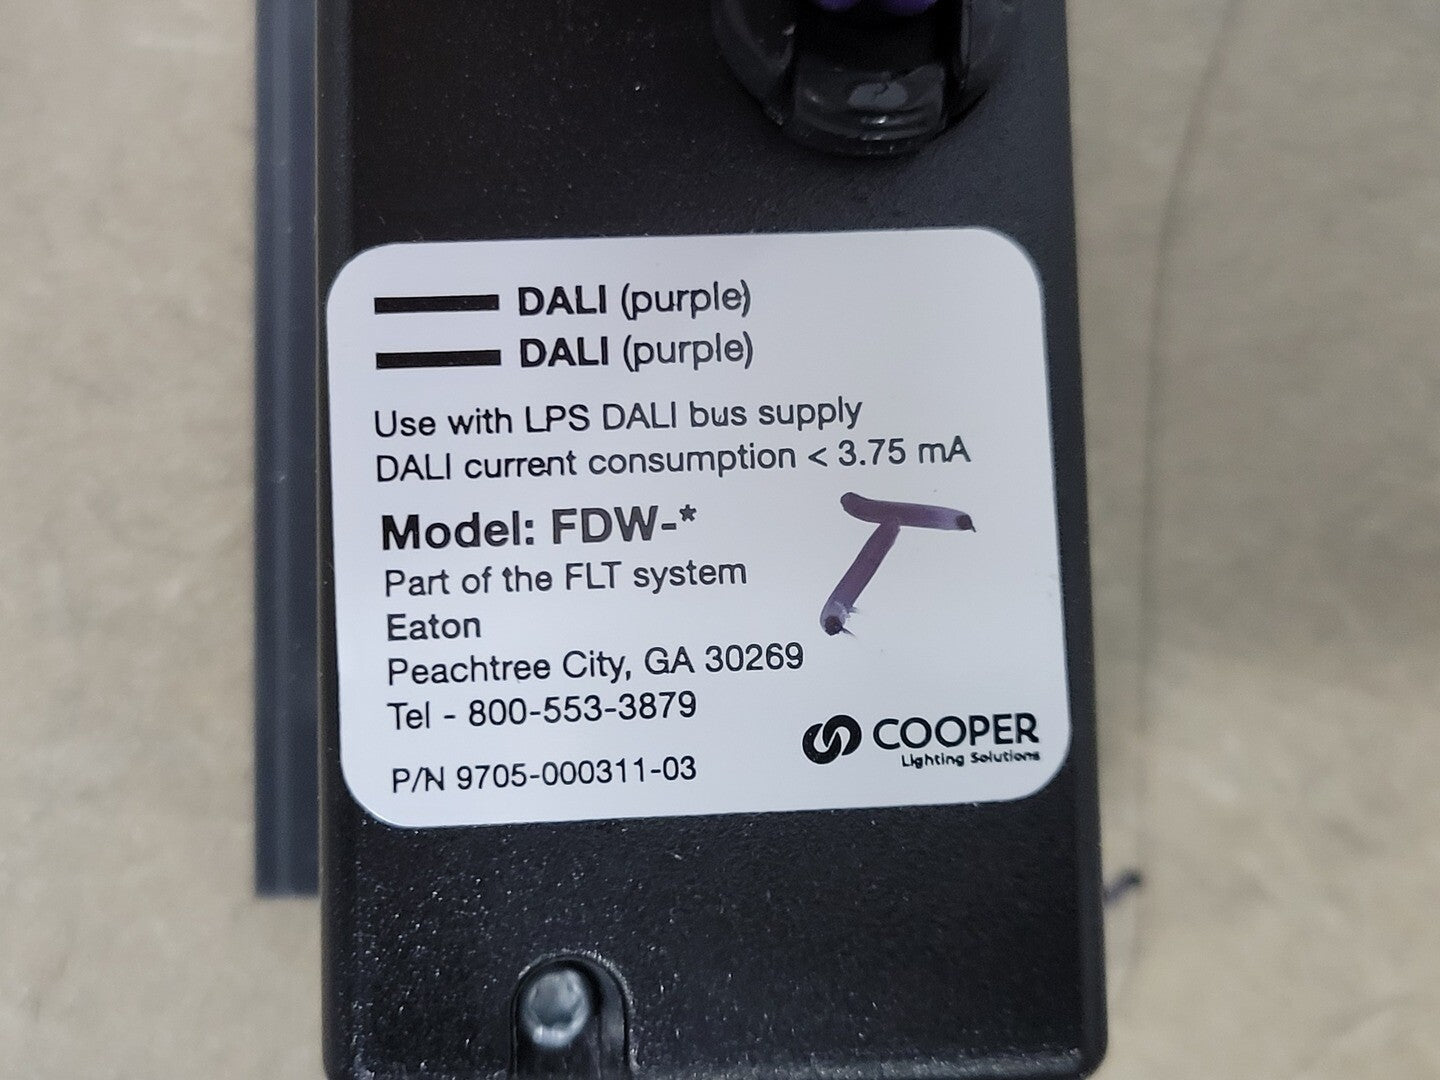 DALI (purple)
DALI (purple)
Use with LPS DALI bus supply
DALI current consumption < 3.75 mA
Model: FDW-*
Part of the FLT system
Eaton
Peachtree City, GA 30269
Tel - 800-553-3879
P/N 9705-000311-03
T
COOPER
Lighting Solutions